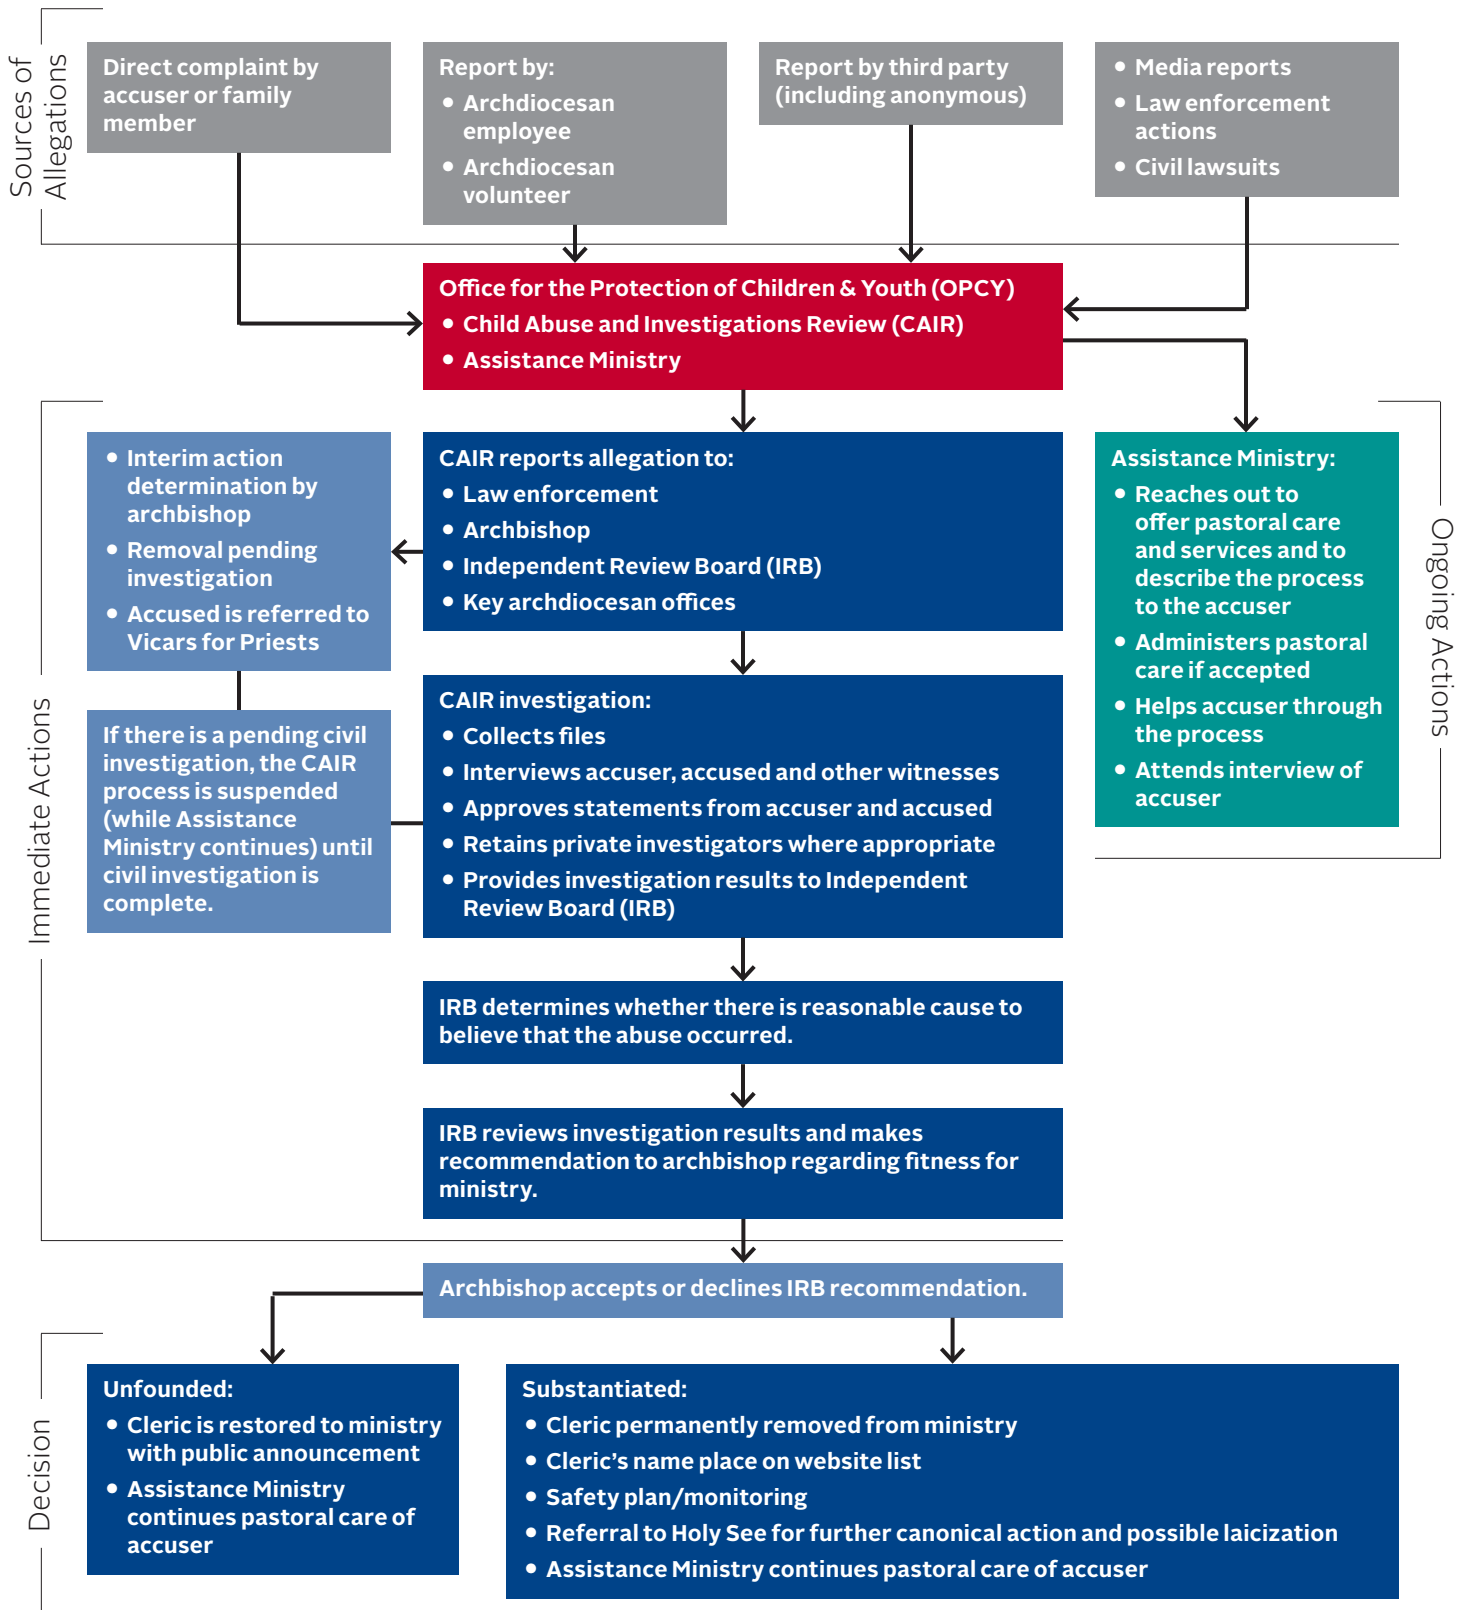 Sources of
Allegations
Direct complaint by
accuser or family
member
Report by:
• Archdiocesan
employee
• Archdiocesan
volunteer
Report by third party
(including anonymous)
• Media reports
• Law enforcement
actions
• Civil lawsuits
Office for the Protection of Children & Youth (OPCY)
• Child Abuse and Investigations Review (CAIR)
• Assistance Ministry
Immediate Actions
• Interim action
determination by
archbishop
• Removal pending
investigation
• Accused is referred to
Vicars for Priests
If there is a pending civil
investigation, the CAIR
process is suspended
(while Assistance
Ministry continues) until
civil investigation is
complete.
CAIR reports allegation to:
• Law enforcement
• Archbishop
• Independent Review Board (IRB)
• Key archdiocesan offices
CAIR investigation:
• Collects files
• Interviews accuser, accused and other witnesses
• Approves statements from accuser and accused
• Retains private investigators where appropriate
• Provides investigation results to Independent
Review Board (IRB)
Assistance Ministry:
• Reaches out to
offer pastoral care
and services and to
describe the process
to the accuser
• Administers pastoral
care if accepted
• Helps accuser through
the process
• Attends interview of
accuser
Ongoing Actions
IRB determines whether there is reasonable cause to
believe that the abuse occurred.
IRB reviews investigation results and makes
recommendation to archbishop regarding fitness for
ministry.
Archbishop accepts or declines IRB recommendation.
Decision
Unfounded:
• Cleric is restored to ministry
with public announcement
• Assistance Ministry
continues pastoral care of
accuser
Substantiated:
• Cleric permanently removed from ministry
• Cleric’s name place on website list
• Safety plan/monitoring
• Referral to Holy See for further canonical action and possible laicization
• Assistance Ministry continues pastoral care of accuser